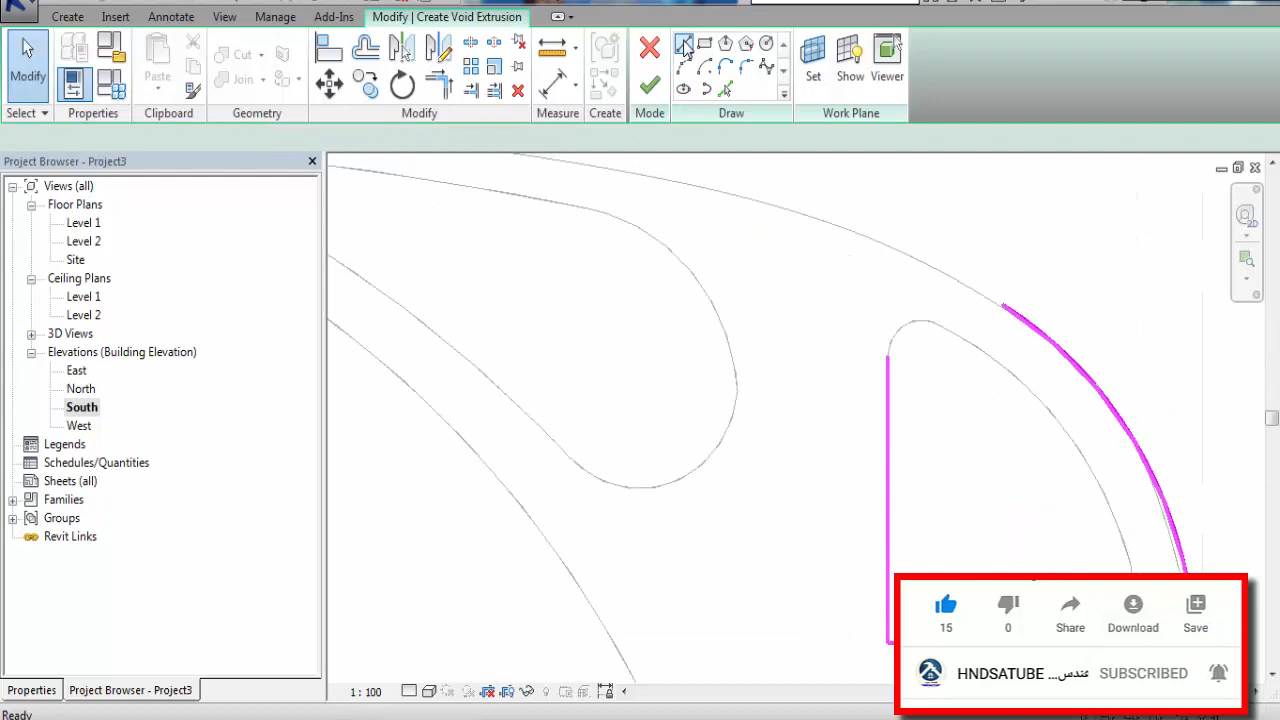 Create Insert Annotate View Manage Add-Ins Modify | Create Void Extrusion
Modify Paste Cut Join Set Show Viewer
Select Properties Clipboard Geometry Modify Measure Create Mode Draw Work Plane
Project Browser - Project3
Views (all)
Floor Plans
Level 1
Level 2
Site
Ceiling Plans
Level 1
Level 2
3D Views
Elevations (Building Elevation)
East
North
South
West
Legends
Schedules/Quantities
Sheets (all)
Families
Groups
Revit Links
2D
15 0 Share Download Save
HNDSATUBE ...هندس SUBSCRIBED
Properties Project Browser - Project3 1 : 100
Ready